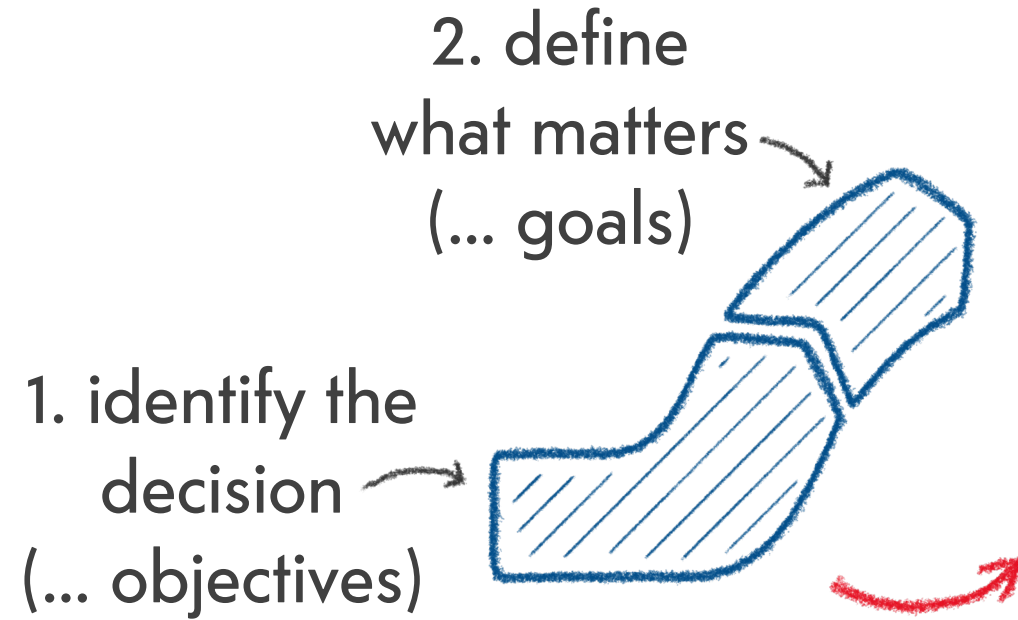 2. define
what matters
(... goals)
1. identify the
decision
(... objectives)